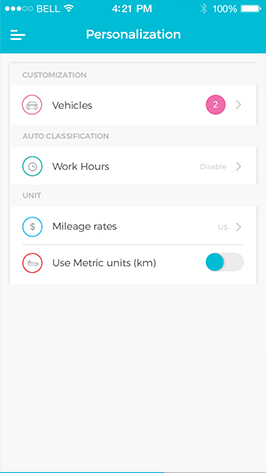 BELL 4:21 PM 100%
Personalization
CUSTOMIZATION
Vehicles 2
AUTO CLASSIFICATION
Work Hours Disable
UNIT
$ Mileage rates US
Use Metric units (km)